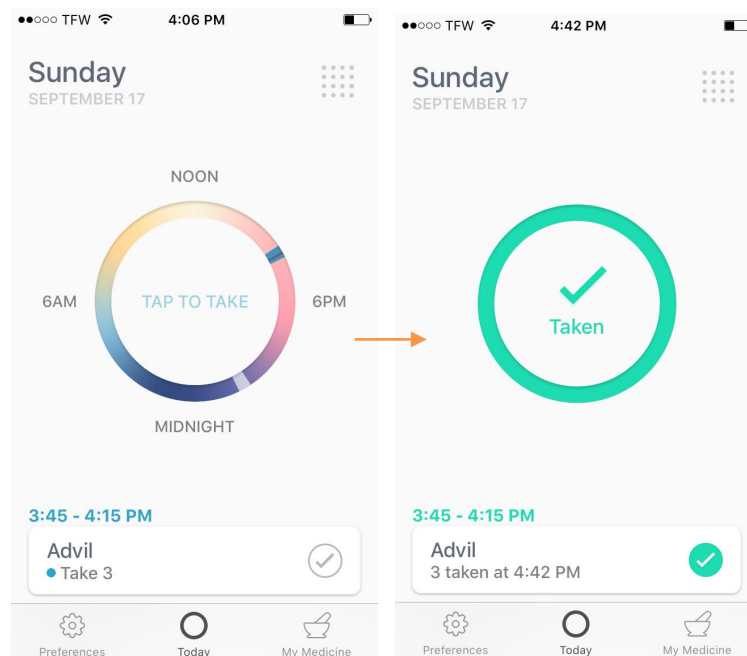 TFW 4:06 PM
Sunday
SEPTEMBER 17
NOON
6AM TAP TO TAKE 6PM
MIDNIGHT
3:45 - 4:15 PM
Advil
Take 3
Preferences Today My Medicine
TFW 4:42 PM
Sunday
SEPTEMBER 17
Taken
3:45 - 4:15 PM
Advil
3 taken at 4:42 PM
Preferences Today My Medicine